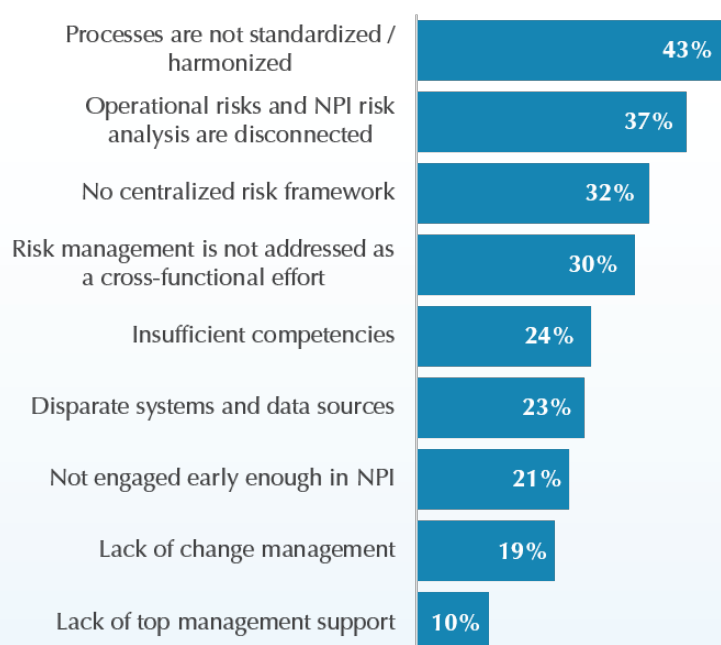 Processes are not standardized /
harmonized
43%
Operational risks and NPI risk
analysis are disconnected
37%
No centralized risk framework
32%
Risk management is not addressed as
a cross-functional effort
30%
Insufficient competencies
24%
Disparate systems and data sources
23%
Not engaged early enough in NPI
21%
Lack of change management
19%
Lack of top management support
10%